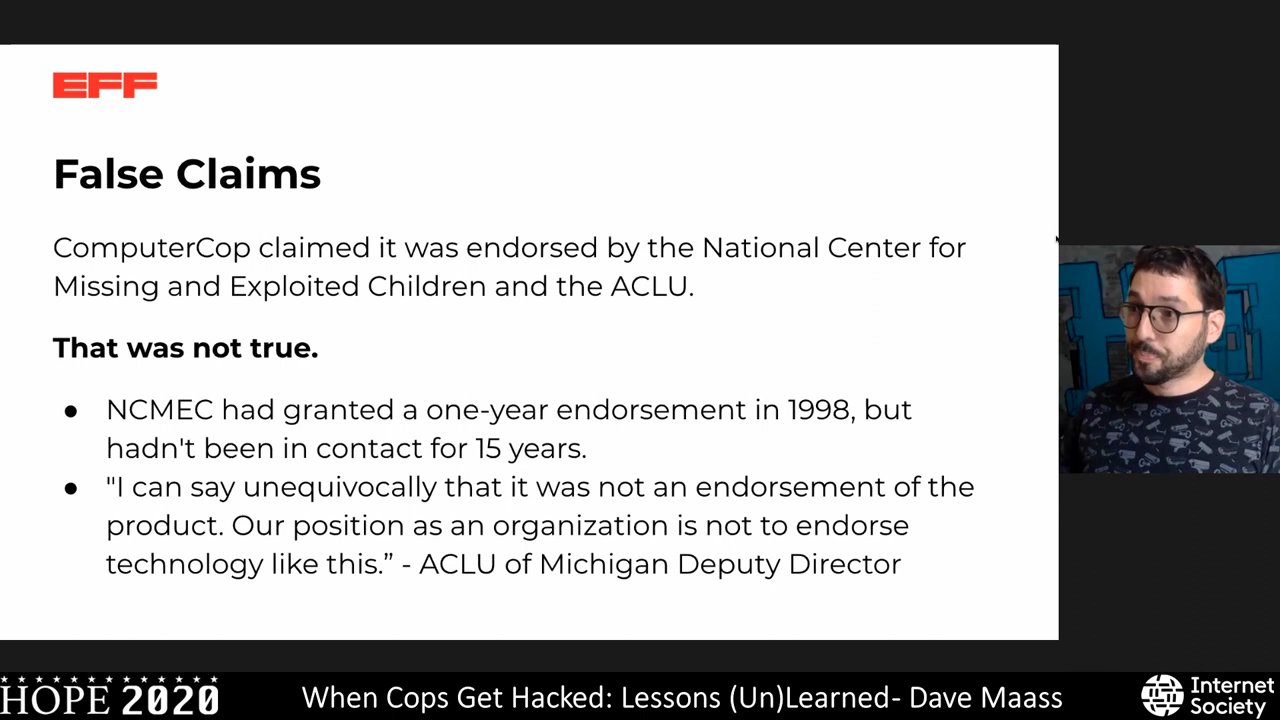 EFF
False Claims
ComputerCop claimed it was endorsed by the National Center for
Missing and Exploited Children and the ACLU.
That was not true.
● NCMEC had granted a one-year endorsement in 1998, but
hadn't been in contact for 15 years.
● "I can say unequivocally that it was not an endorsement of the
product. Our position as an organization is not to endorse
technology like this.” - ACLU of Michigan Deputy Director
HOPE 2020
When Cops Get Hacked: Lessons (Un)Learned- Dave Maass
Internet
Society